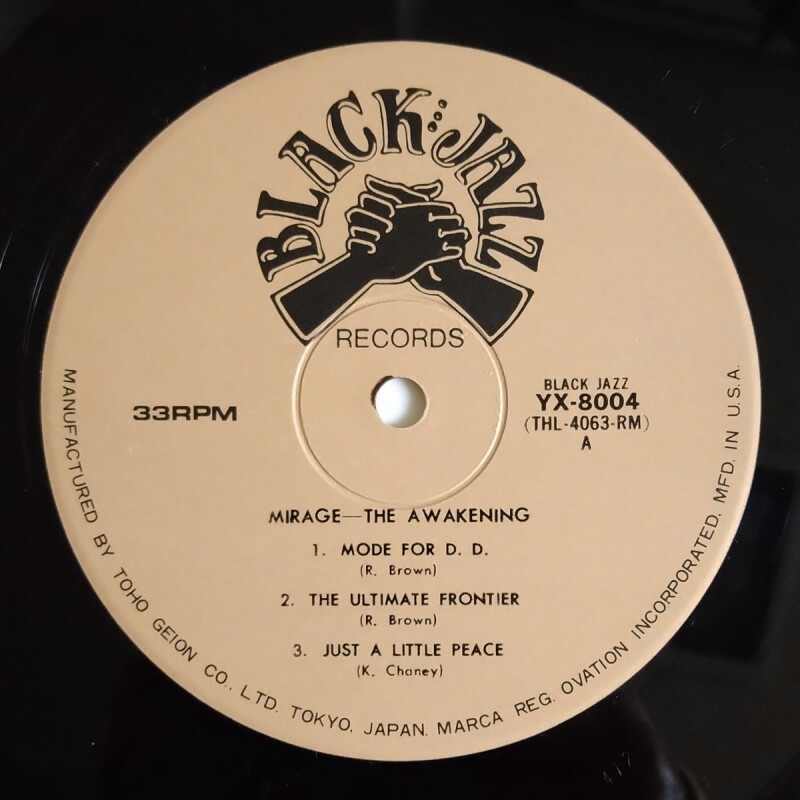 BLACK JAZZ
RECORDS
33RPM
BLACK JAZZ
YX-8004
(THL-4063-RM)
A
MIRAGE—THE AWAKENING
1. MODE FOR D. D.
(R. Brown)
2. THE ULTIMATE FRONTIER
(R. Brown)
3. JUST A LITTLE PEACE
(K. Chaney)
MANUFACTURED BY TOHO GEION CO., LTD. TOKYO, JAPAN. MARCA REG. OVATION INCORPORATED. MFD. IN U.S.A.